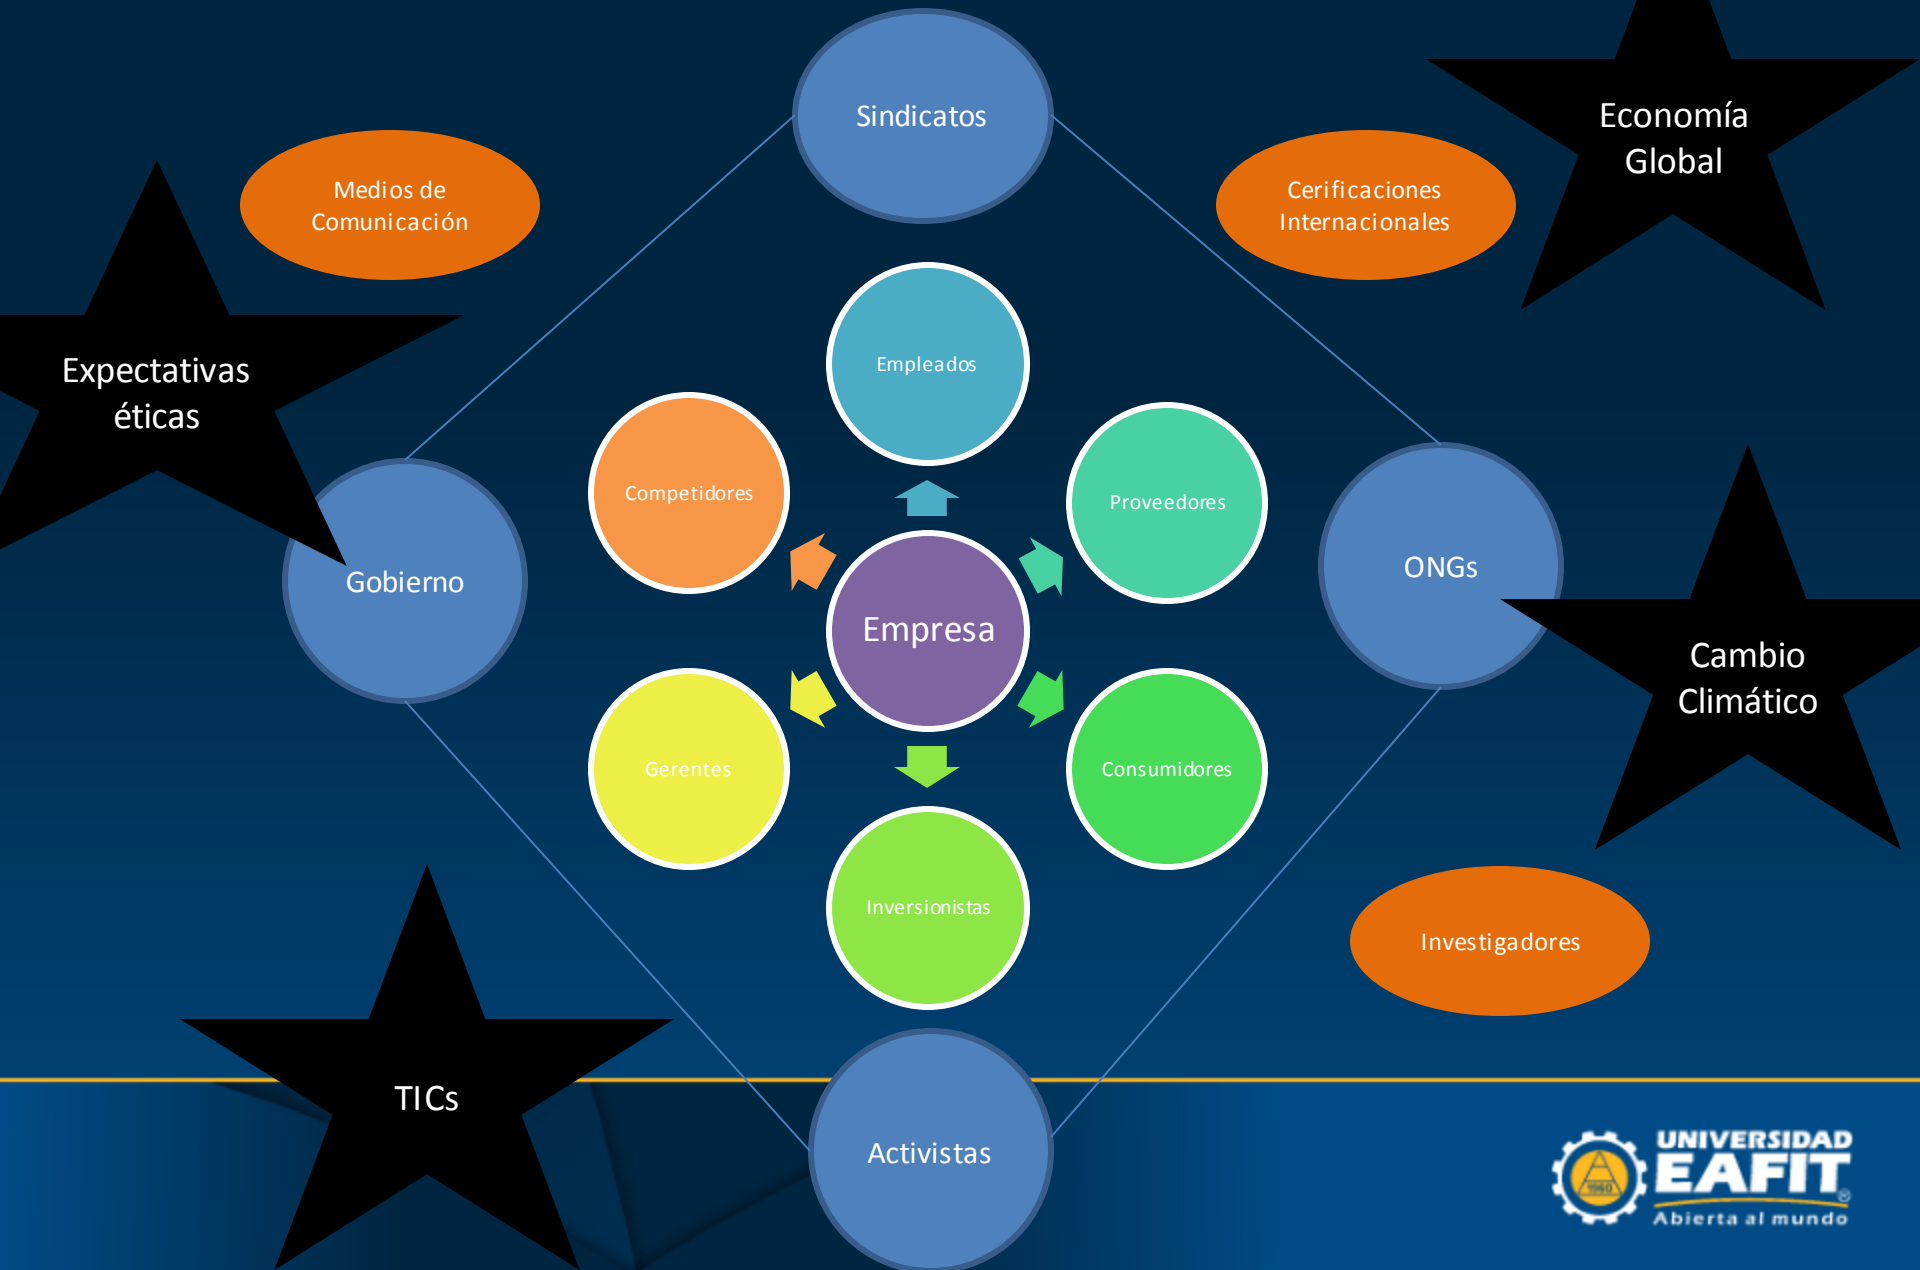 Sindicatos
Economía
Global
Medios de
Comunicación
Cerificaciones
Internacionales
Expectativas
éticas
Empleados
Competidores
Proveedores
Gobierno
ONGs
Empresa
Cambio
Climático
Gerentes
Consumidores
Inversionistas
Investigadores
TICs
Activistas
UNIVERSIDAD
EAFIT
®
1960
Abierta al mundo